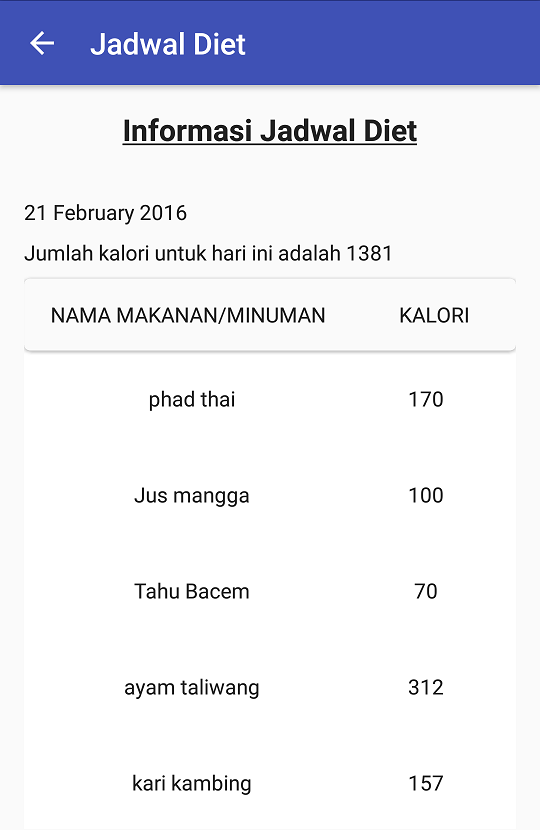 Jadwal Diet
Informasi Jadwal Diet
21 February 2016
Jumlah kalori untuk hari ini adalah 1381
NAMA MAKANAN/MINUMAN KALORI
phad thai 170
Jus mangga 100
Tahu Bacem 70
ayam taliwang 312
kari kambing 157